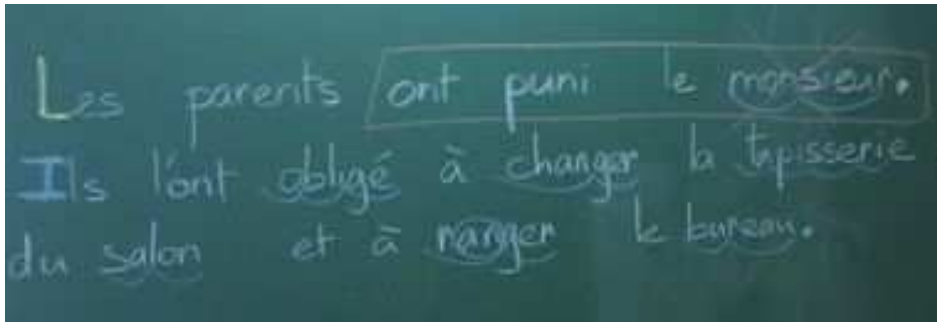 Les parents ont puni le monsieur.
Ils l'ont obligé à changer la tapisserie
du salon et à ranger le bureau.